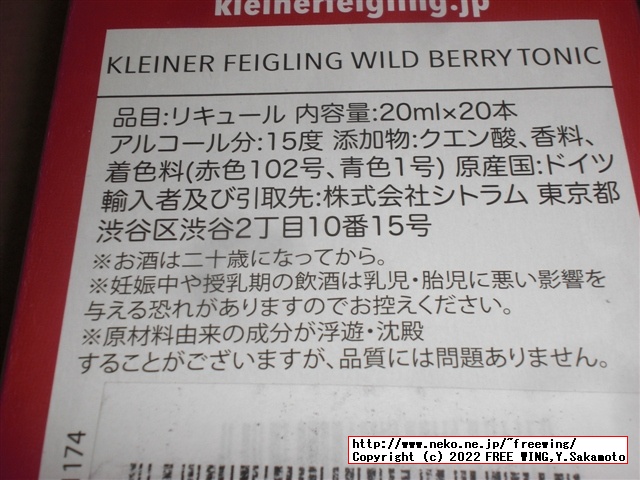 kleinerfeigling.jp
KLEINER FEIGLING WILD BERRY TONIC
品目:リキュール 内容量:20ml×20本
アルコール分:15度 添加物:クエン酸、香料、
着色料(赤色102号、青色1号) 原産国:ドイツ
輸入者及び引取先:株式会社シトラム 東京都
渋谷区渋谷2丁目10番15号
※お酒は二十歳になってから。
※妊娠中や授乳期の飲酒は乳児・胎児に悪い影響を
与える恐れがありますのでお控えください。
※原材料由来の成分が浮遊・沈殿
することがございますが、品質には問題ありません。
1174
http://www.neko.ne.jp/~freewing/
Copyright (c) 2022 FREE WING,Y.Sakamoto